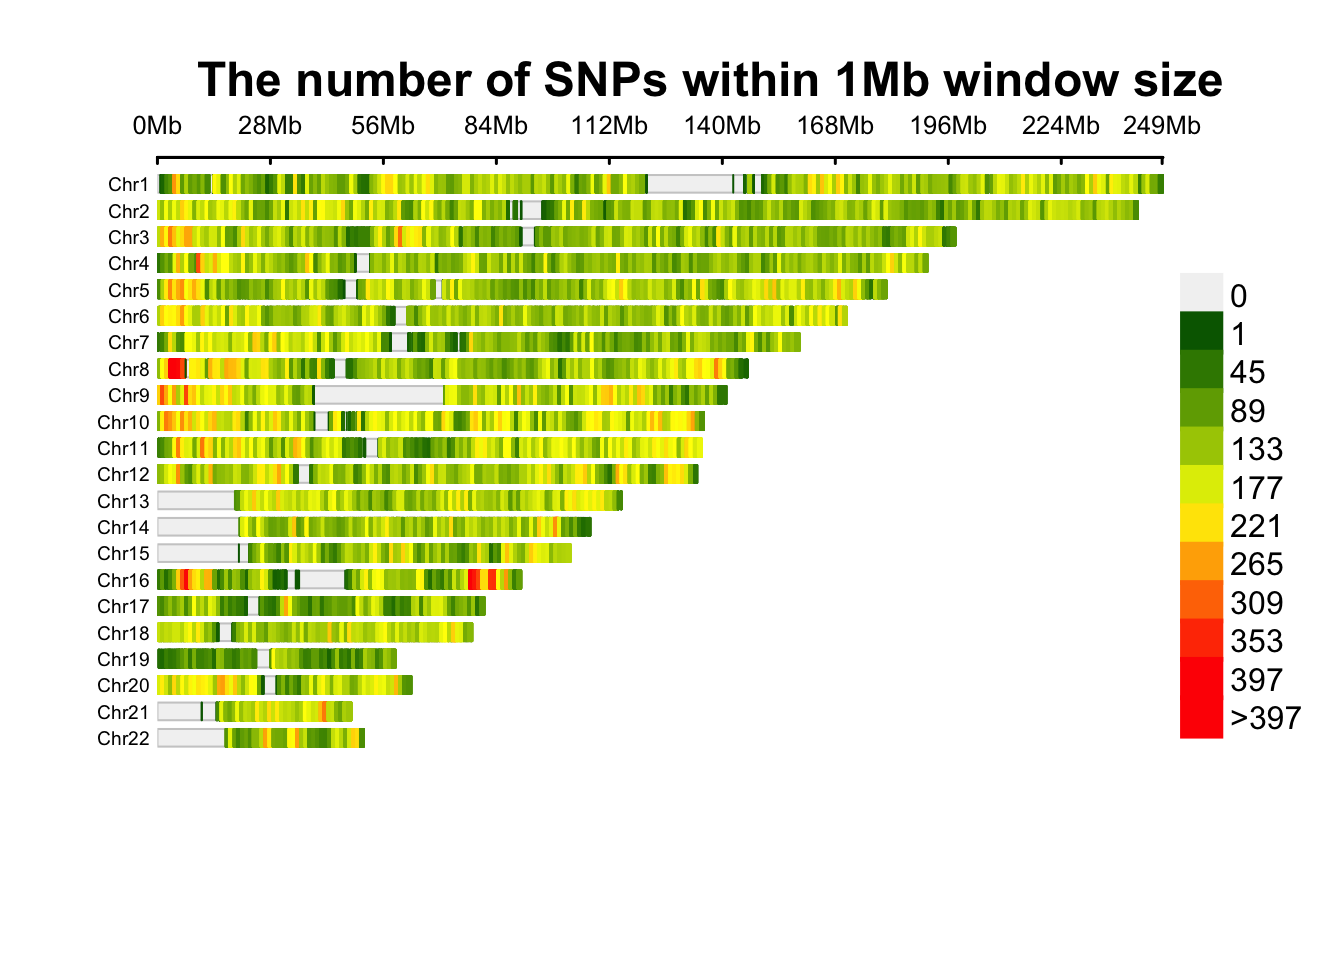 The number of SNPs within 1Mb window size
0Mb 28Mb 56Mb 84Mb 112Mb 140Mb 168Mb 196Mb 224Mb 249Mb
Chr1
Chr2
Chr3
Chr4
Chr5
Chr6
Chr7
Chr8
Chr9
Chr10
Chr11
Chr12
Chr13
Chr14
Chr15
Chr16
Chr17
Chr18
Chr19
Chr20
Chr21
Chr22
0
1
45
89
133
177
221
265
309
353
397
>397